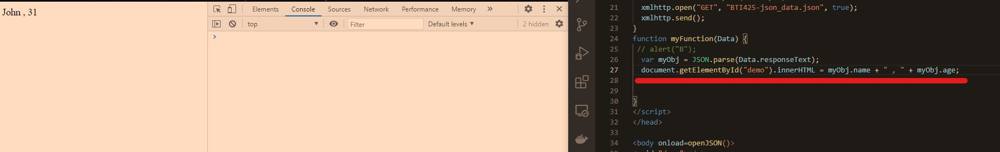 John , 31
Elements Console Sources Network Performance Memory »
top Filter Default levels 2 hidden
›
21 xmlhttp.open("GET", "BTI425-json_data.json", true);
22 xmlhttp.send();
23 }
24 function myFunction(Data) {
25 // alert("B");
26 var myObj = JSON.parse(Data.responseText);
27 document.getElementById("demo").innerHTML = myObj.name + " , " + myObj.age;
28
29
30 }
31 </script>
32 </head>
33
34 <body onload=openJSON()>